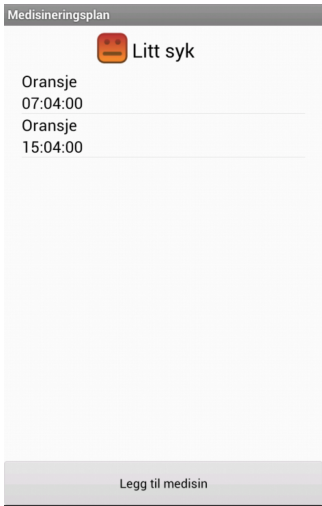 Medisineringsplan
Litt syk
Oransje
07:04:00
Oransje
15:04:00
Legg til medisin